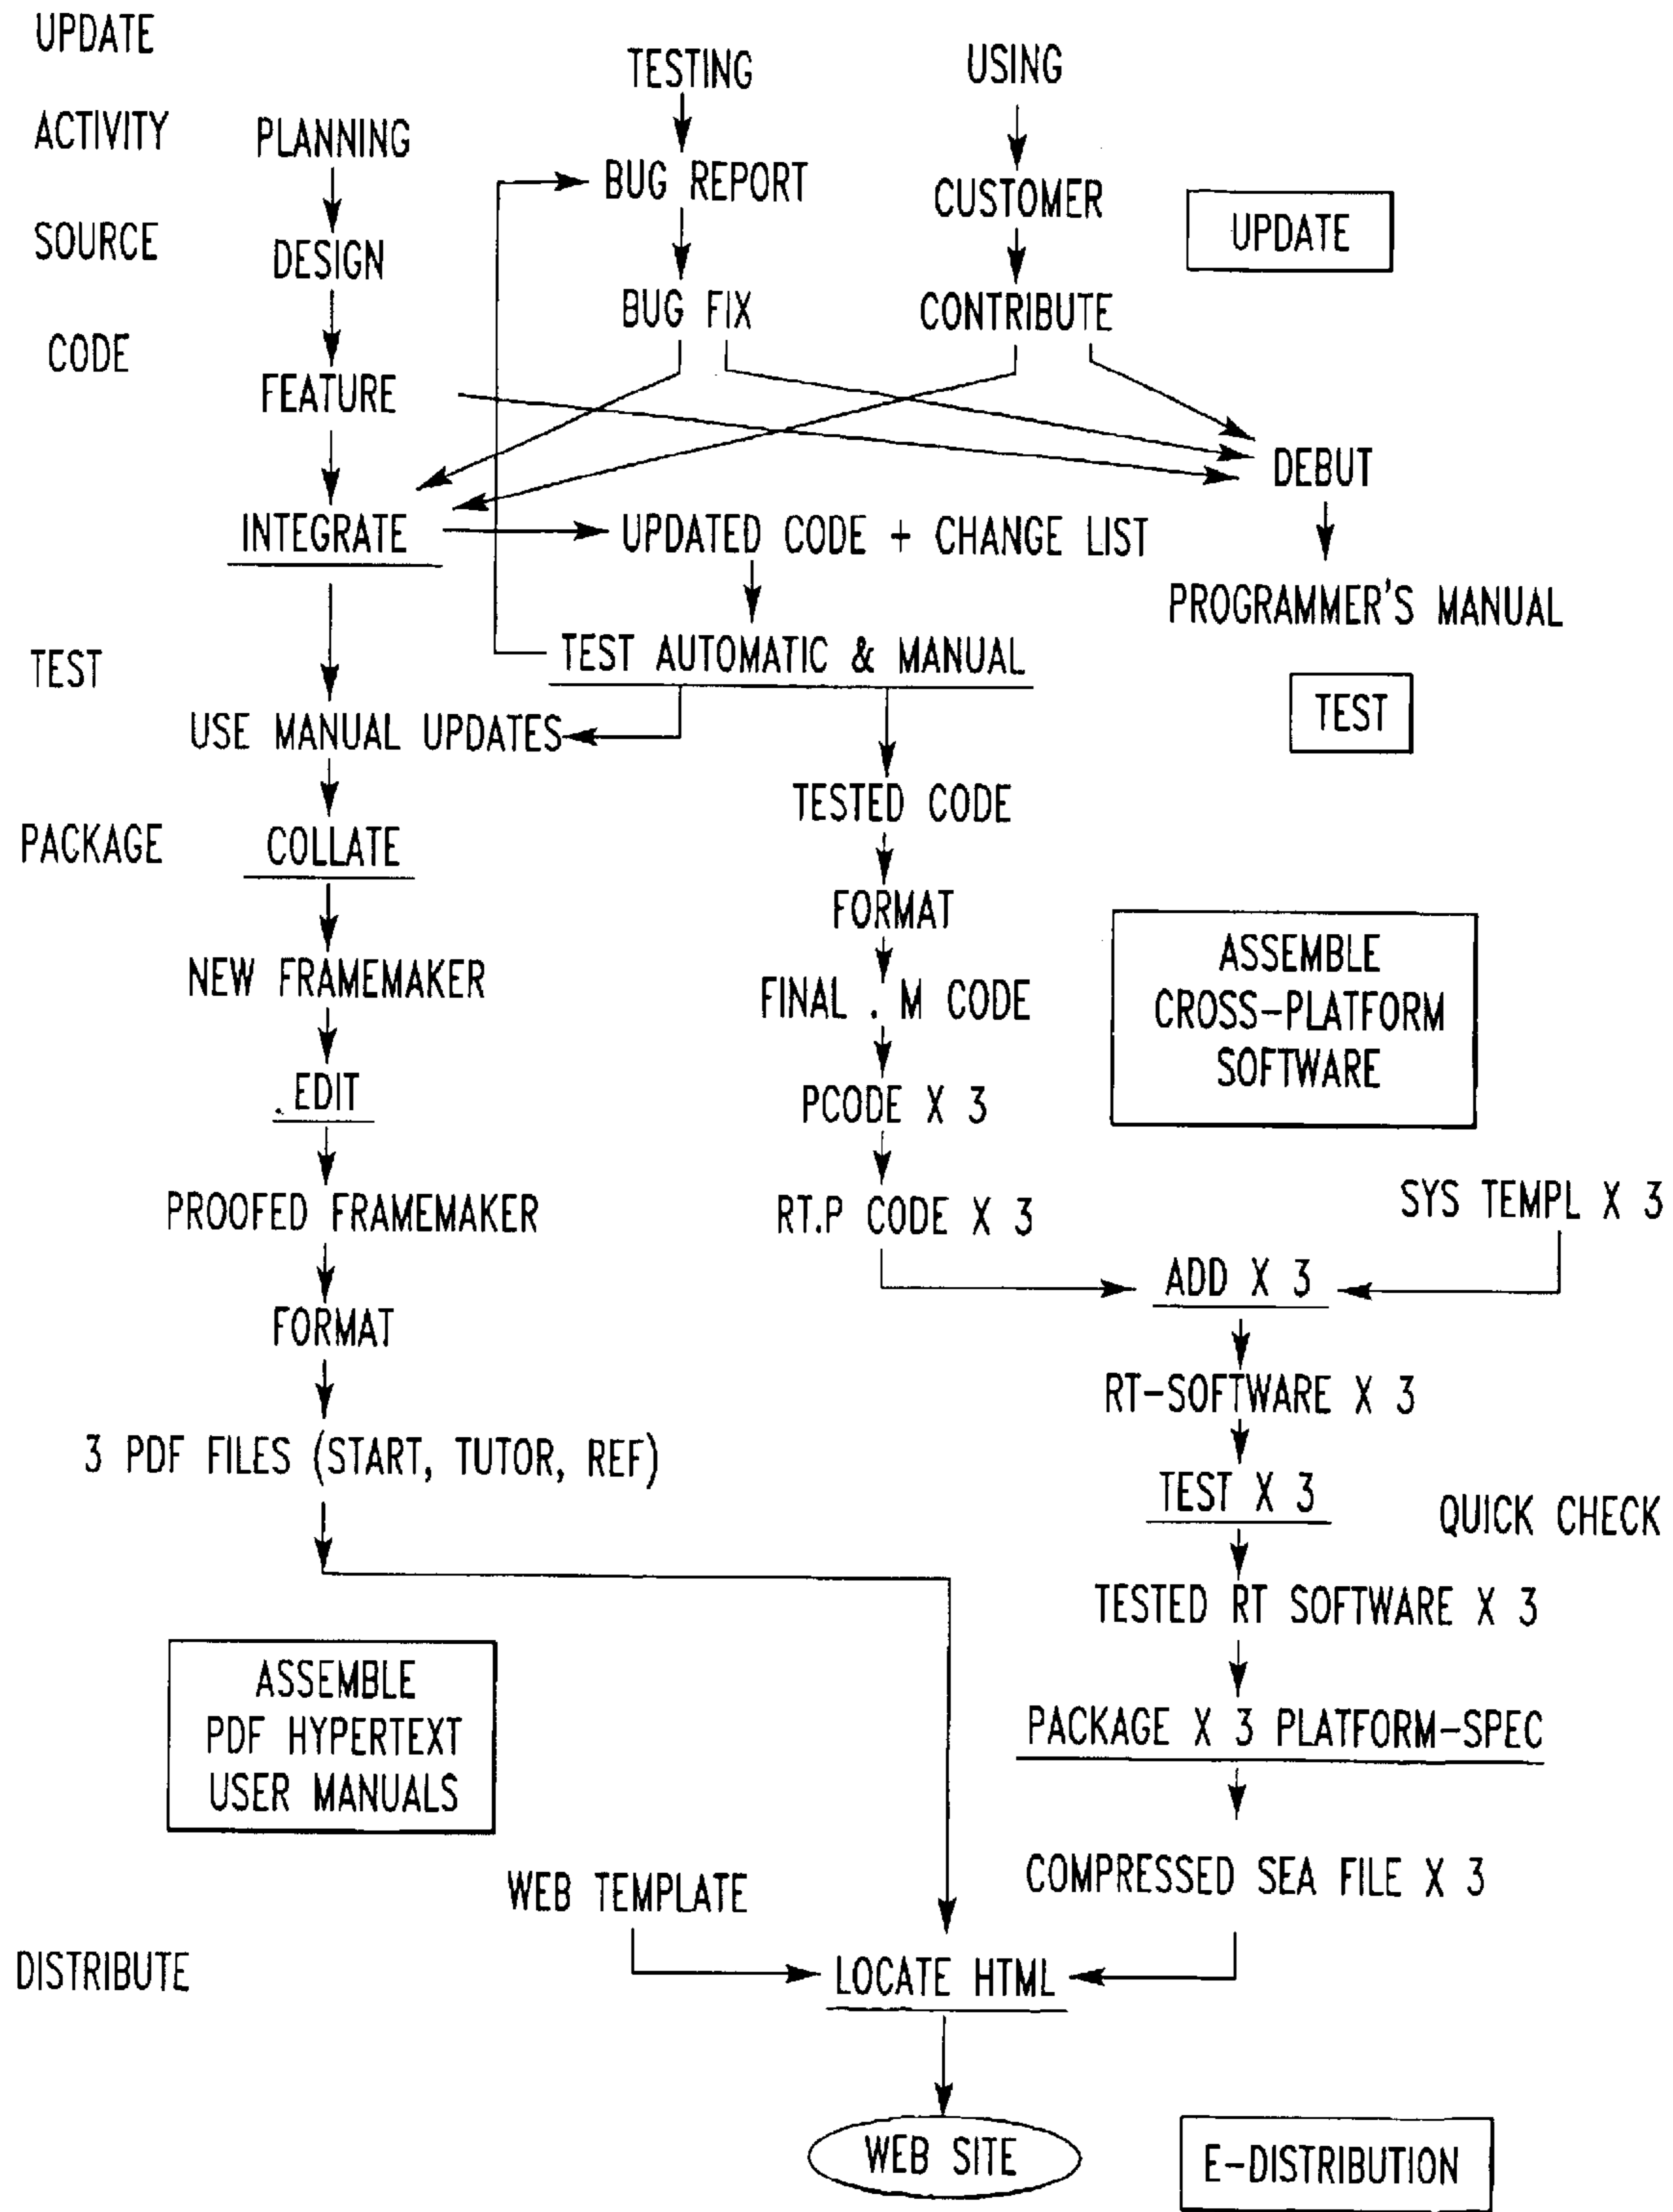 UPDATE
TESTING
USING
ACTIVITY
PLANNING
BUG REPORT
CUSTOMER
UPDATE
SOURCE
DESIGN
BUG FIX
CONTRIBUTE
CODE
FEATURE
DEBUT
INTEGRATE
UPDATED CODE + CHANGE LIST
PROGRAMMER'S MANUAL
TEST
TEST AUTOMATIC & MANUAL
TEST
USE MANUAL UPDATES
TESTED CODE
PACKAGE
COLLATE
FORMAT
ASSEMBLE
CROSS-PLATFORM
SOFTWARE
NEW FRAMEMAKER
FINAL . M CODE
EDIT
PCODE X 3
PROOFED FRAMEMAKER
RT.P CODE X 3
SYS TEMPL X 3
ADD X 3
FORMAT
RT-SOFTWARE X 3
3 PDF FILES (START, TUTOR, REF)
TEST X 3
QUICK CHECK
TESTED RT SOFTWARE X 3
ASSEMBLE
PDF HYPERTEXT
USER MANUALS
PACKAGE X 3 PLATFORM-SPEC
WEB TEMPLATE
COMPRESSED SEA FILE X 3
DISTRIBUTE
LOCATE HTML
WEB SITE
E-DISTRIBUTION